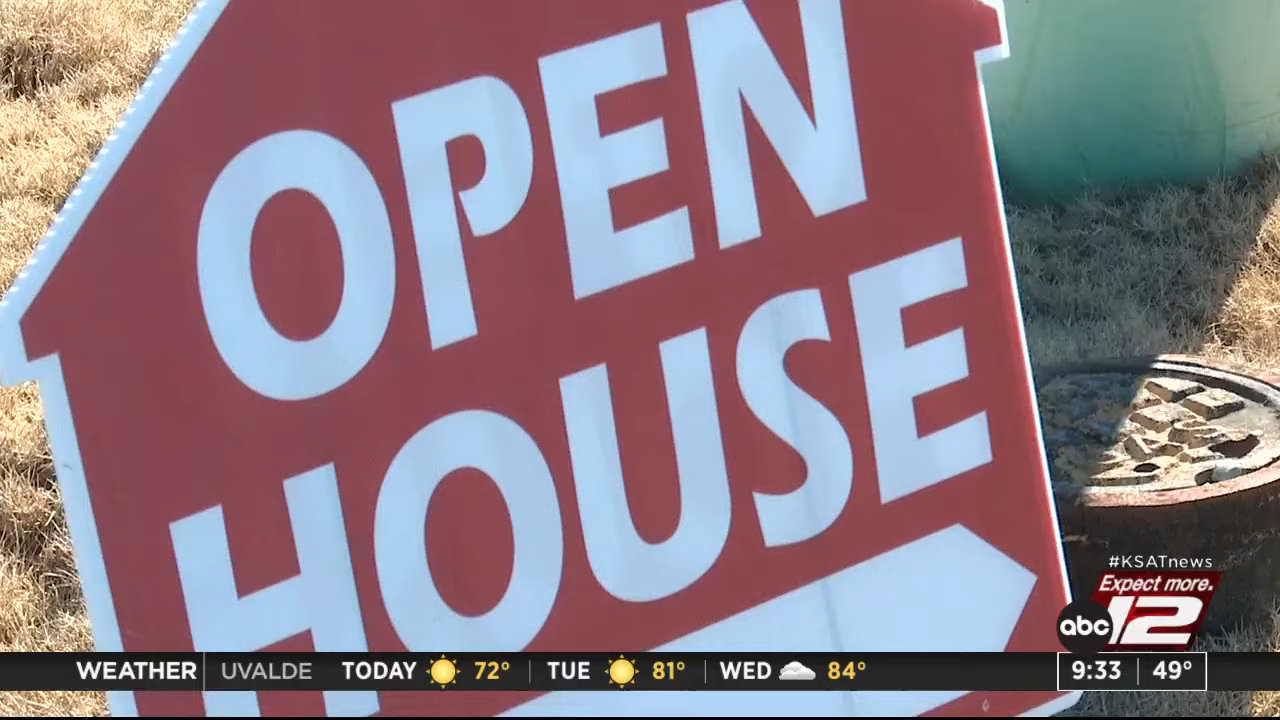 OPEN
HOUSE
#KSATnews
Expect more.
abc 12
WEATHER UVALDE TODAY 72° TUE 81° WED 84° 9:33 49°